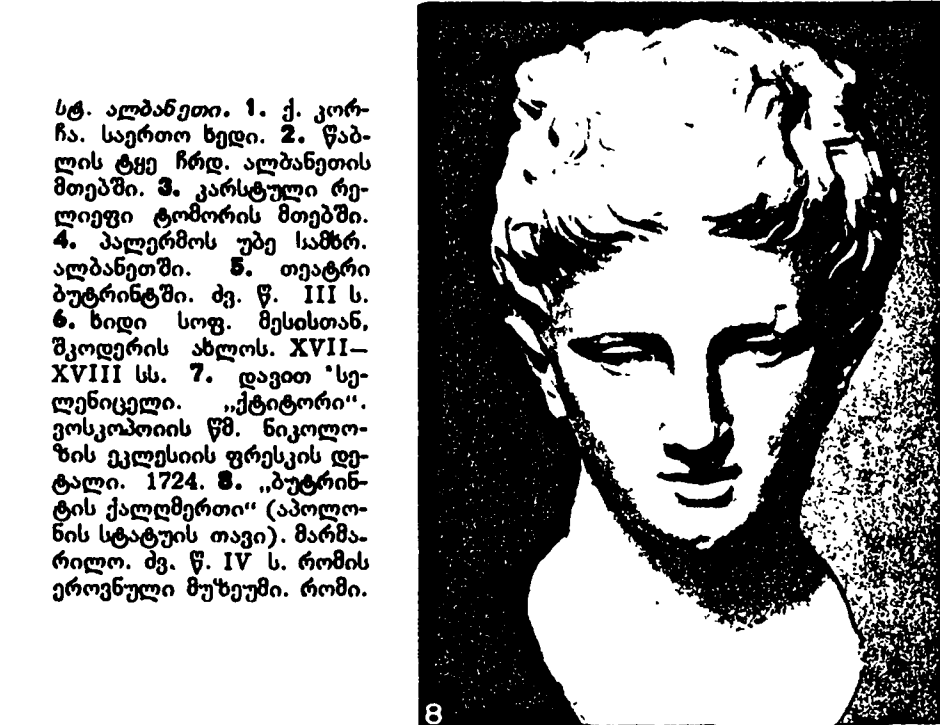 სტ. ალბანეთი. 1. ქ. კორ-
ჩა. საერთო ხედი. 2. წაბ-
ლის ტყე ჩრდ. ალბანეთის
მთებში. 3. კარსტული რე-
ლიეფი ტომორის მთებში.
4. პალერმოს უბე სამხრ.
ალბანეთში. 5. თეატრი
ბუტრინტში. ძვ. წ. III ს.
6. ხიდი სოფ. მესისთან,
შკოდერის ახლოს. XVII—
XVIII სს. 7. დავით სე-
ლენიცელი. „ქტიტორი“.
ვოსკოპოიის წმ. ნიკოლო-
ზის ეკლესიის ფრესკის დე-
ტალი. 1724. 8. „ბუტრინ-
ტის ქალღმერთი“ (აპოლო-
ნის სტატუის თავი). მარმა-
რილო. ძვ. წ. IV ს. რომის
ეროვნული მუზეუმი. რომი.
8